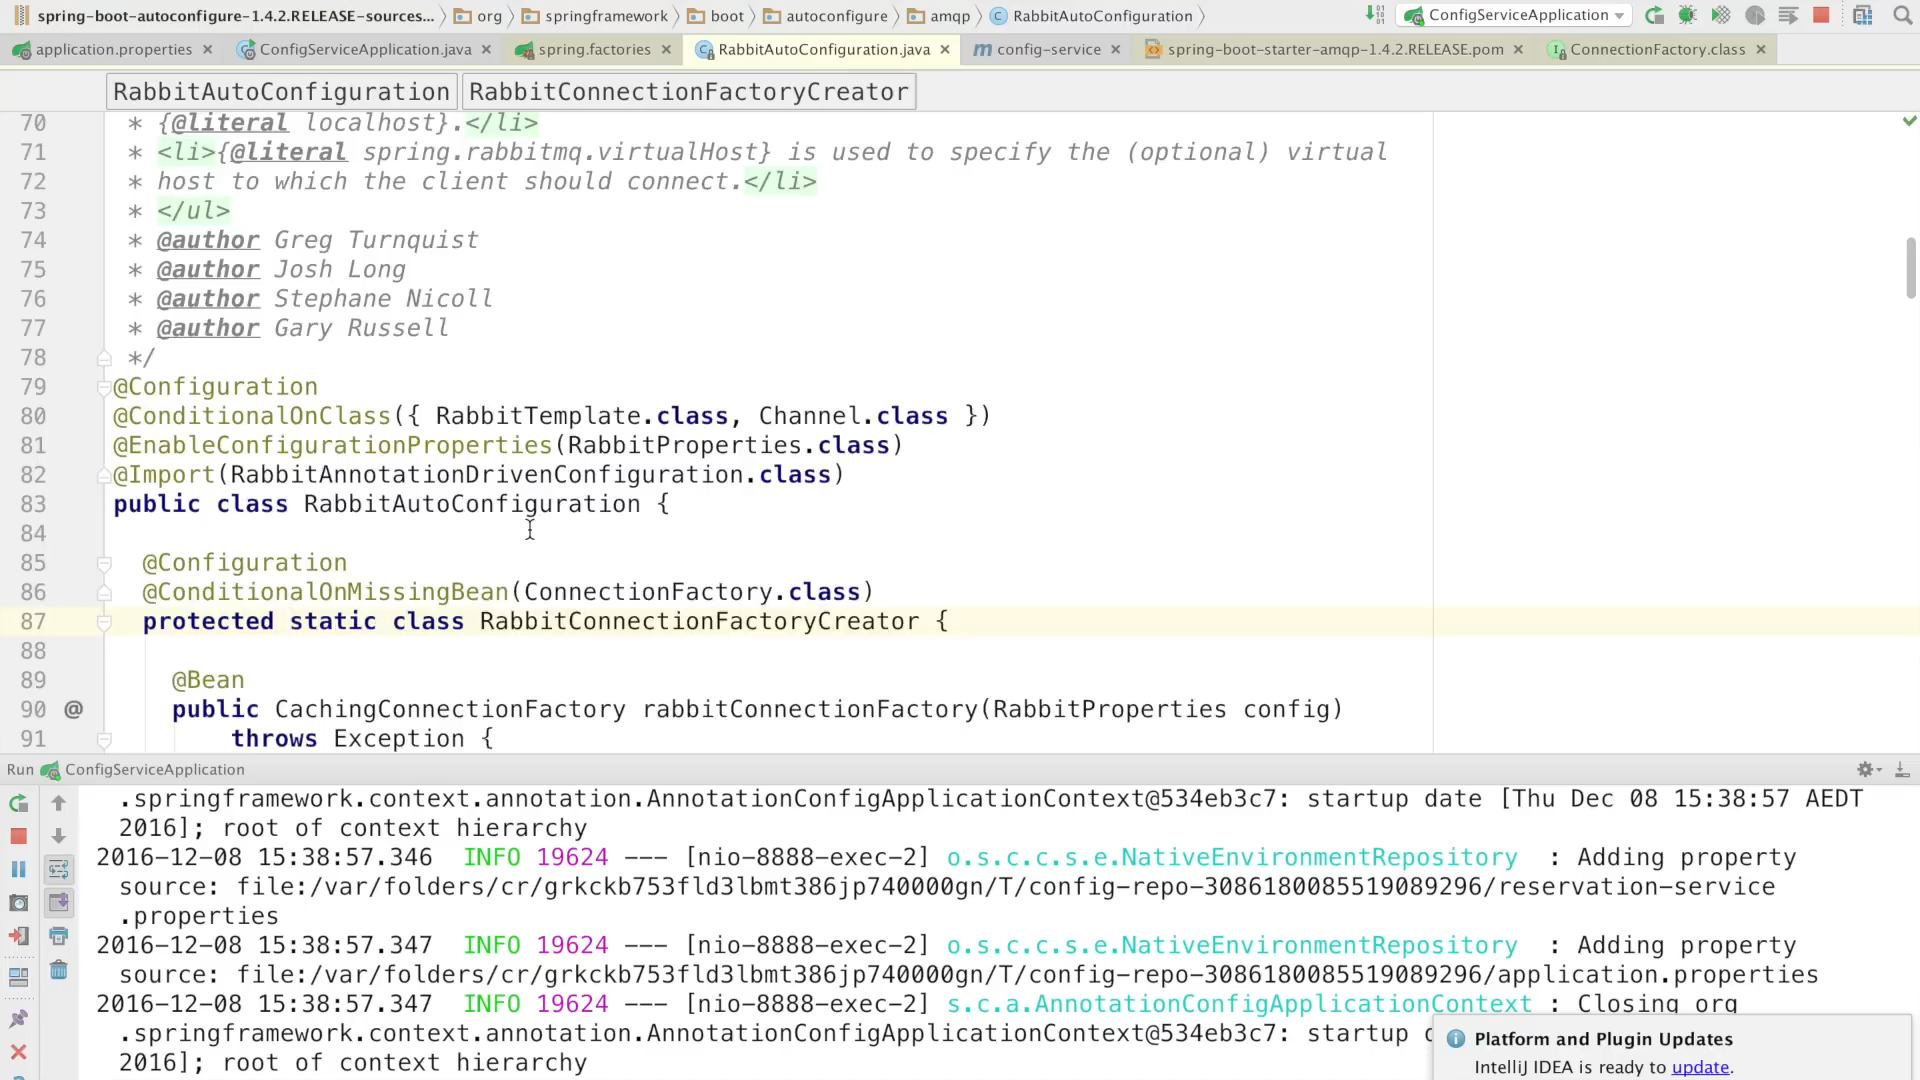 spring-boot-autoconfigure-1.4.2.RELEASE-sources... org springframework boot autoconfigure amqp RabbitAutoConfiguration ConfigServiceApplication
application.properties ConfigServiceApplication.java spring.factories RabbitAutoConfiguration.java config-service spring-boot-starter-amqp-1.4.2.RELEASE.pom ConnectionFactory.class
RabbitAutoConfiguration RabbitConnectionFactoryCreator
70 * {@literal localhost}.</li>
71 * <li>{@literal spring.rabbitmq.virtualHost} is used to specify the (optional) virtual
72 * host to which the client should connect.</li>
73 * </ul>
74 * @author Greg Turnquist
75 * @author Josh Long
76 * @author Stephane Nicoll
77 * @author Gary Russell
78 */
79 @Configuration
80 @ConditionalOnClass({ RabbitTemplate.class, Channel.class })
81 @EnableConfigurationProperties(RabbitProperties.class)
82 @Import(RabbitAnnotationDrivenConfiguration.class)
83 public class RabbitAutoConfiguration {
84
85 @Configuration
86 @ConditionalOnMissingBean(ConnectionFactory.class)
87 protected static class RabbitConnectionFactoryCreator {
88
89 @Bean
90 @ public CachingConnectionFactory rabbitConnectionFactory(RabbitProperties config)
91 throws Exception {
Run ConfigServiceApplication
.springframework.context.annotation.AnnotationConfigApplicationContext@534eb3c7: startup date [Thu Dec 08 15:38:57 AEDT
2016]; root of context hierarchy
2016-12-08 15:38:57.346 INFO 19624 --- [nio-8888-exec-2] o.s.c.c.s.e.NativeEnvironmentRepository : Adding property
source: file:/var/folders/cr/grkckb753fld3lbmt386jp740000gn/T/config-repo-3086180085519089296/reservation-service
.properties
2016-12-08 15:38:57.347 INFO 19624 --- [nio-8888-exec-2] o.s.c.c.s.e.NativeEnvironmentRepository : Adding property
source: file:/var/folders/cr/grkckb753fld3lbmt386jp740000gn/T/config-repo-3086180085519089296/application.properties
2016-12-08 15:38:57.347 INFO 19624 --- [nio-8888-exec-2] s.c.a.AnnotationConfigApplicationContext : Closing org
.springframework.context.annotation.AnnotationConfigApplicationContext@534eb3c7: startup
2016]; root of context hierarchy
Platform and Plugin Updates
IntelliJ IDEA is ready to update.